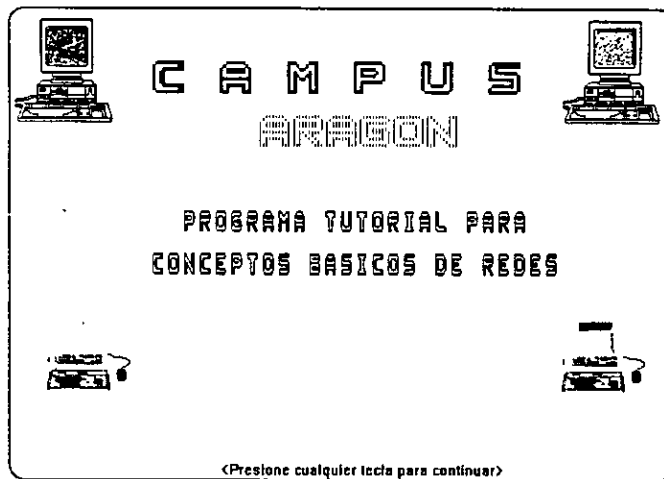 CAMPUS
ARAGON
PROGRAMA TUTORIAL PARA
CONCEPTOS BASICOS DE REDES
<Presione cualquier tecla para continuar>